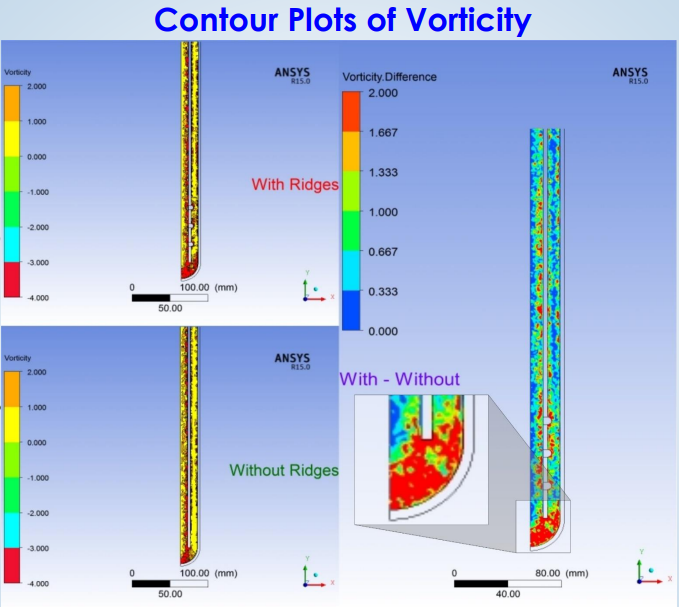 Contour Plots of Vorticity
Vorticity
2.000
1.000
0.000
-1.000
-2.000
-3.000
-4.000
ANSYS
R15.0
With Ridges
0
100.00 (mm)
50.00
Y
X
Vorticity
2.000
1.000
0.000
-1.000
-2.000
-3.000
-4.000
ANSYS
R15.0
Without Ridges
0
100.00 (mm)
50.00
Y
X
Vorticity.Difference
2.000
1.667
1.333
1.000
0.667
0.333
0.000
ANSYS
R15.0
With - Without
0
80.00 (mm)
40.00
Y
X